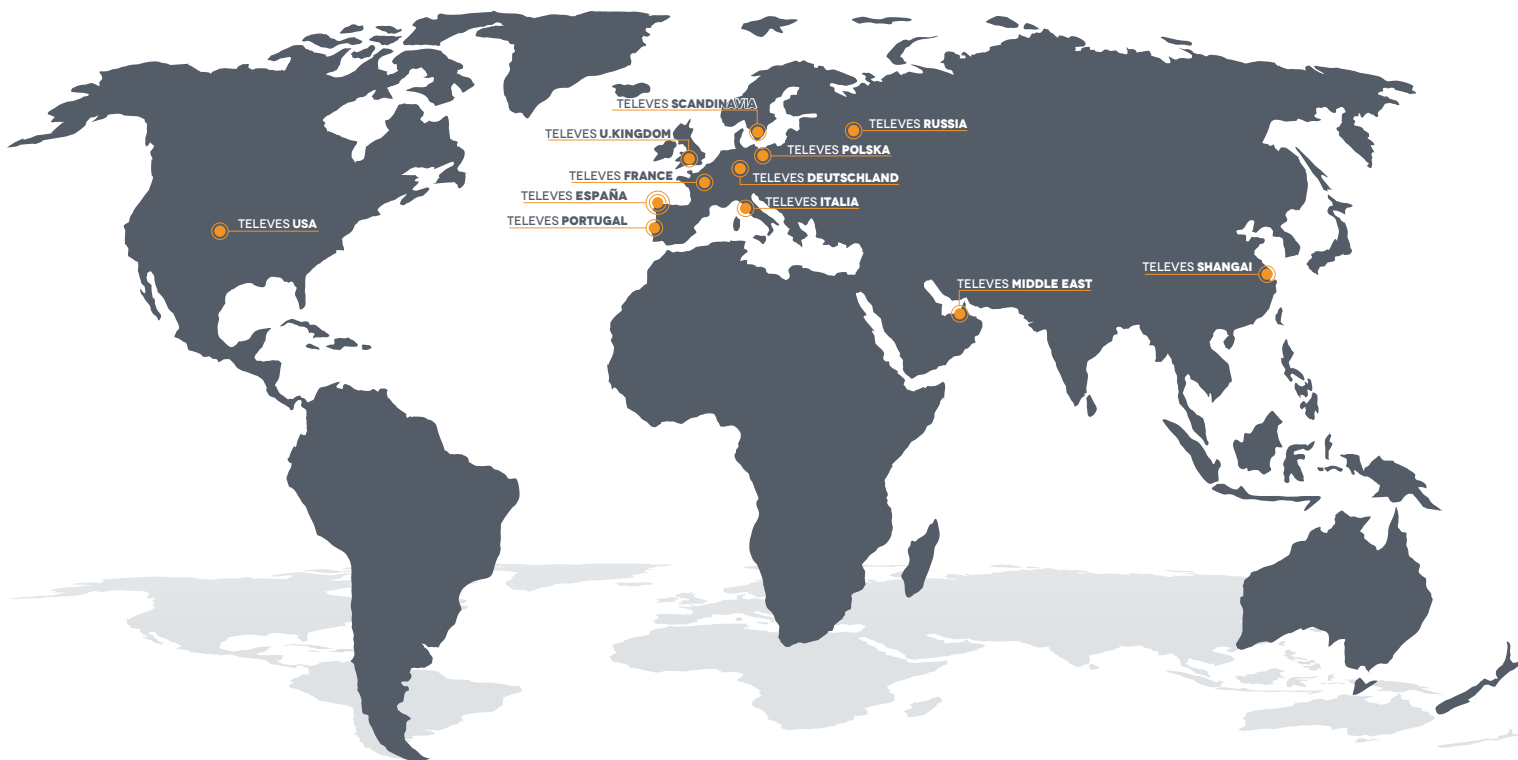 TELEVES SCANDINAVIA
TELEVES RUSSIA
TELEVES U.KINGDOM
TELEVES POLSKA
TELEVES FRANCE
TELEVES DEUTSCHLAND
TELEVES ESPAÑA
TELEVES ITALIA
TELEVES PORTUGAL
TELEVES USA
TELEVES SHANGAI
TELEVES MIDDLE EAST